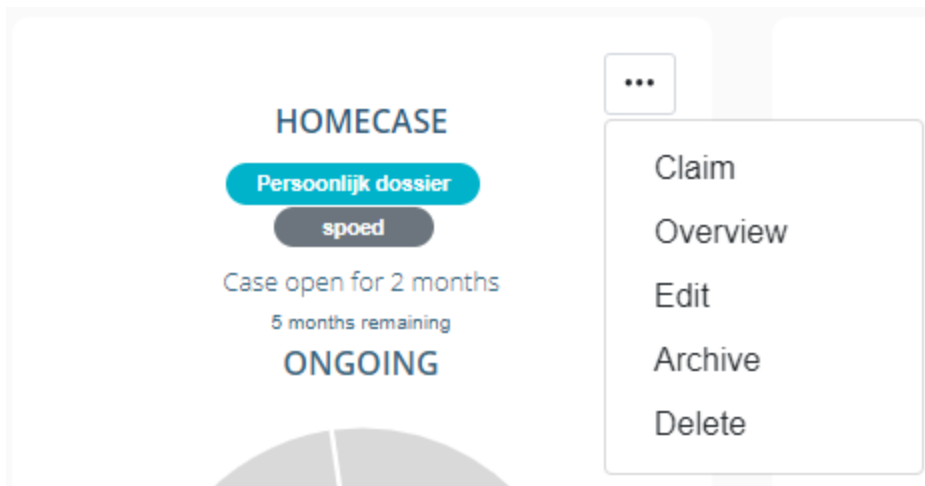 HOMECASE
Persoonlijk dossier
spoed
Case open for 2 months
5 months remaining
ONGOING
Claim
Overview
Edit
Archive
Delete